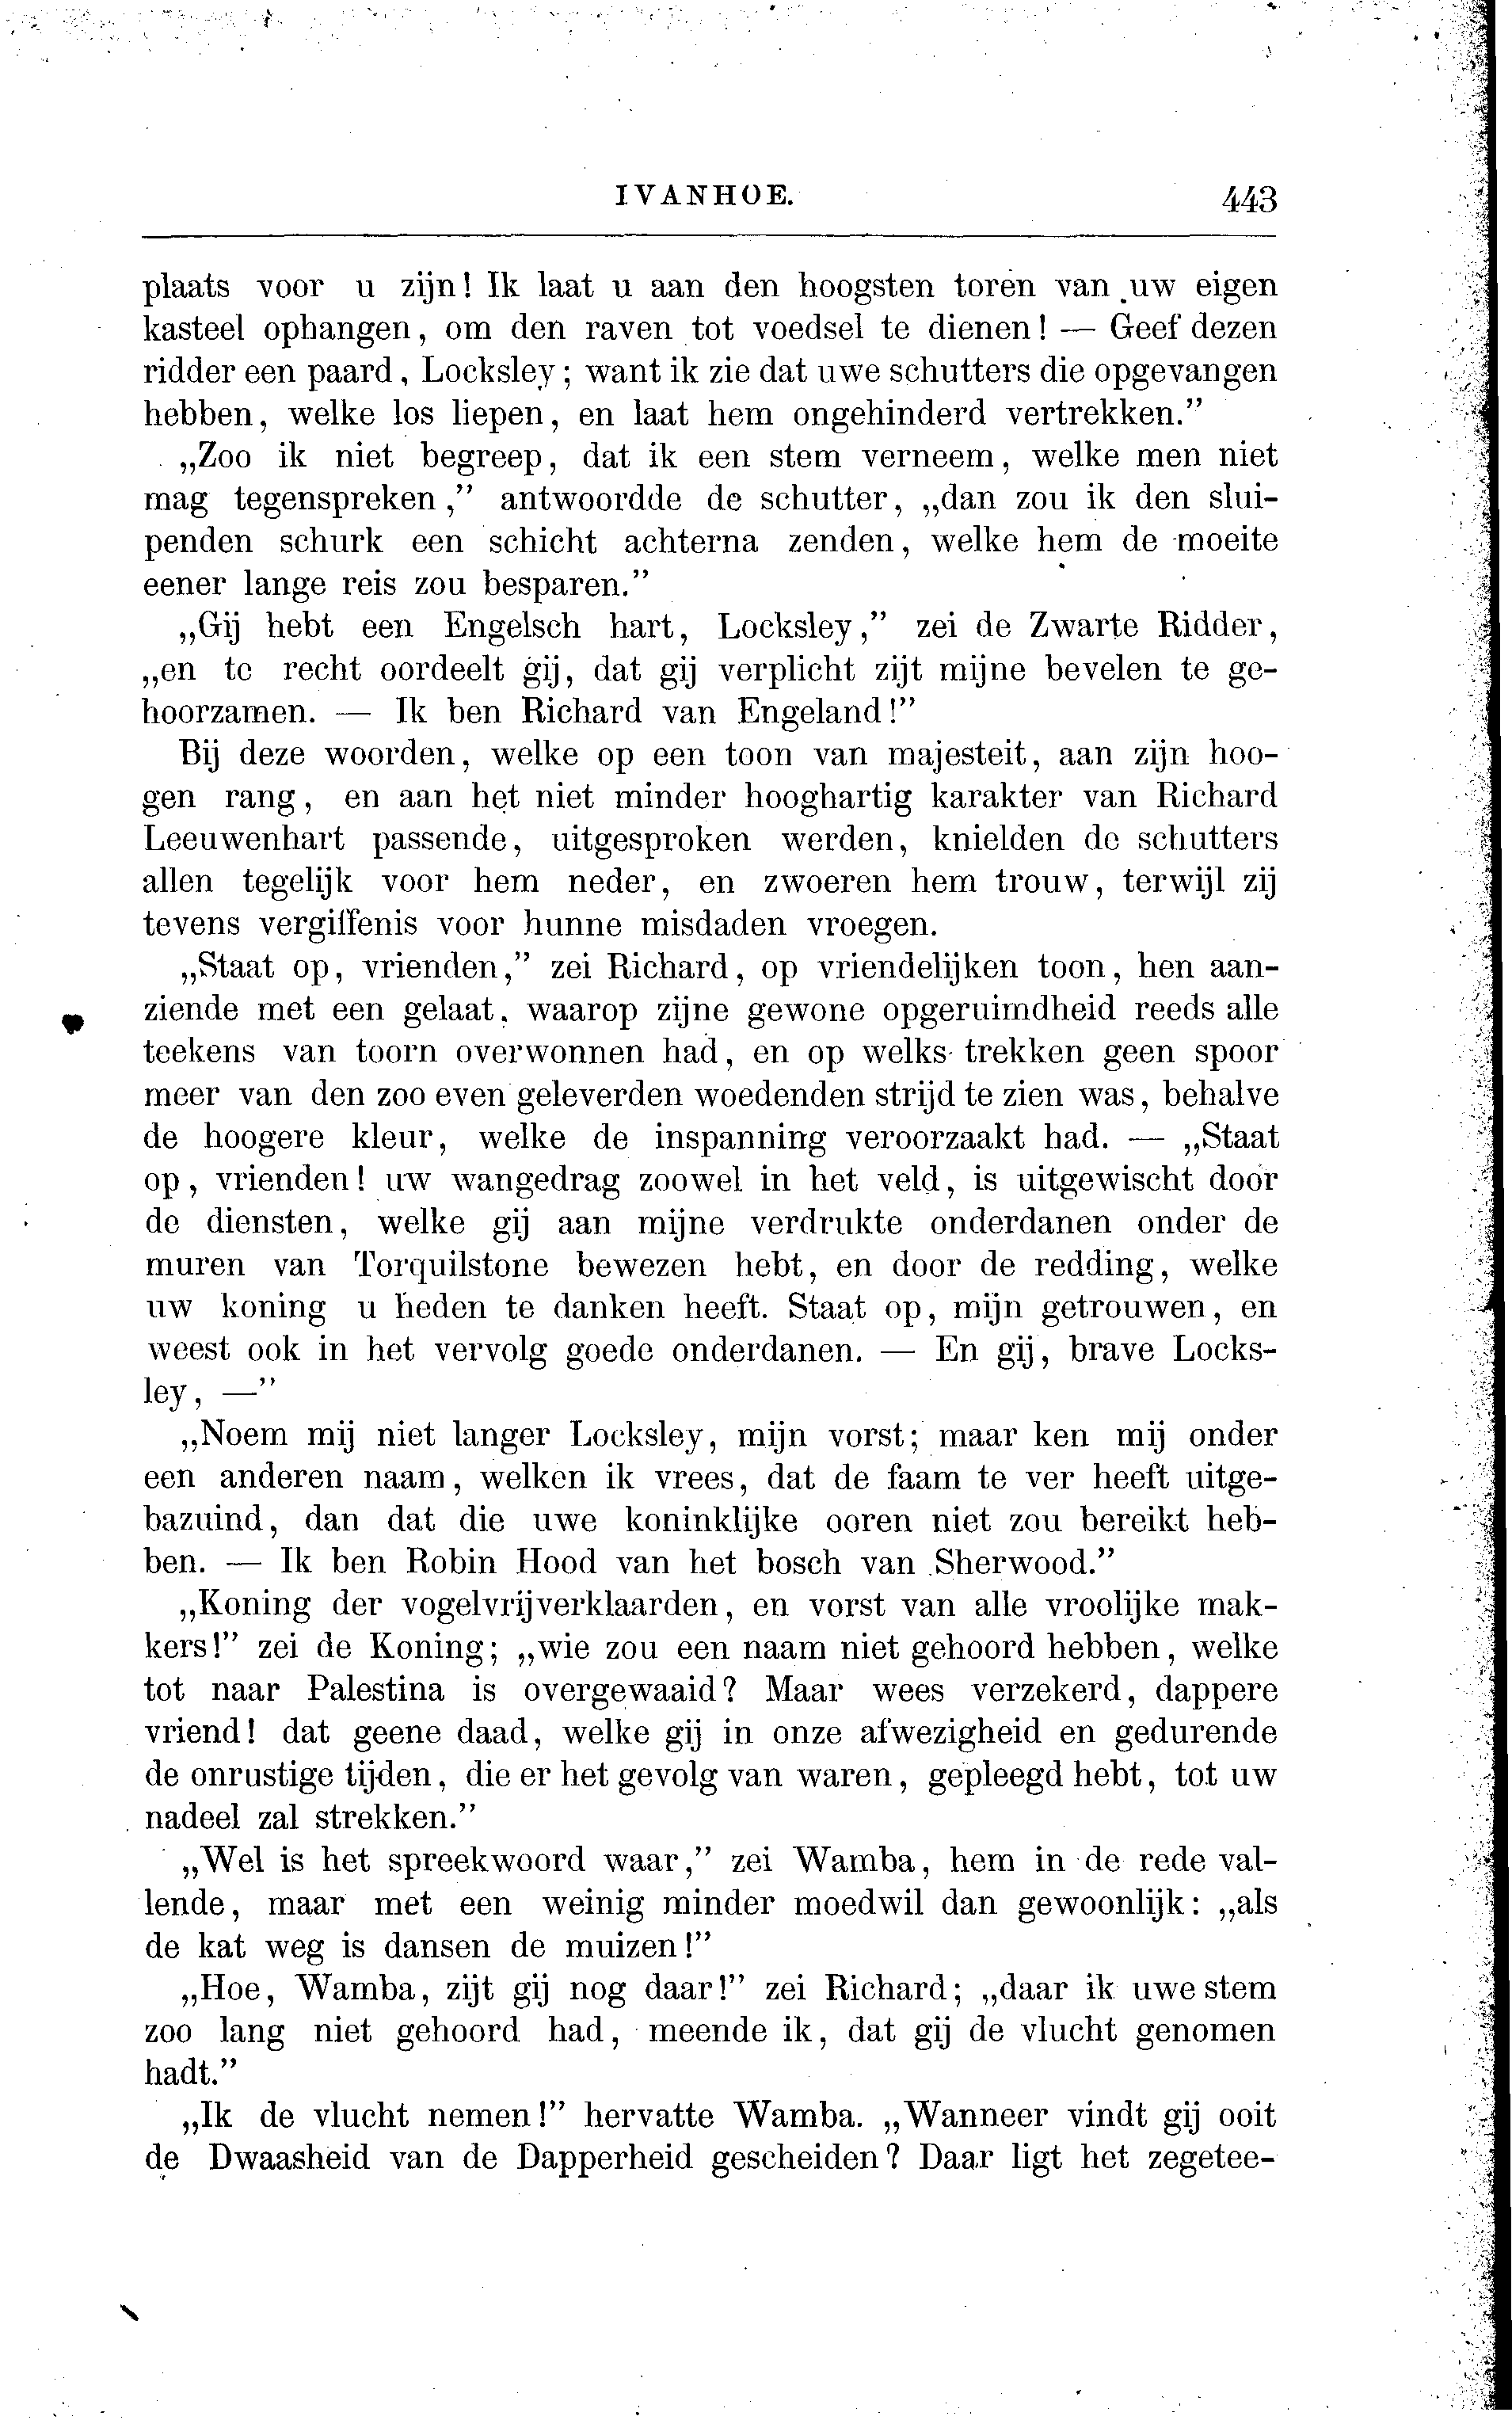 IVANHOE. 443
plaats voor u zijn! Ik laat u aan den hoogsten toren van uw eigen
kasteel ophangen, om den raven tot voedsel te dienen! — Geef dezen
ridder een paard, Locksley; want ik zie dat uwe schutters die opgevangen
hebben, welke los liepen, en laat hem ongehinderd vertrekken.”
„Zoo ik niet begreep, dat ik een stem verneem, welke men niet
mag tegenspreken,” antwoordde de schutter, „dan zou ik den slui-
penden schurk een schicht achterna zenden, welke hem de moeite
eener lange reis zou besparen.”
„Gij hebt een Engelsch hart, Locksley,” zei de Zwarte Ridder,
„en te recht oordeelt gij, dat gij verplicht zijt mijne bevelen te ge-
hoorzamen. — Ik ben Richard van Engeland!”
Bij deze woorden, welke op een toon van majesteit, aan zijn hoo-
gen rang, en aan het niet minder hooghartig karakter van Richard
Leeuwenhart passende, uitgesproken werden, knielden de schutters
allen tegelijk voor hem neder, en zwoeren hem trouw, terwijl zij
tevens vergiffenis voor hunne misdaden vroegen.
„Staat op, vrienden,” zei Richard, op vriendelijken toon, hen aan-
ziende met een gelaat, waarop zijne gewone opgeruimdheid reeds alle
teekens van toorn overwonnen had, en op welks trekken geen spoor
meer van den zoo even geleverden woedenden strijd te zien was, behalve
de hoogere kleur, welke de inspanning veroorzaakt had. — „Staat
op, vrienden! uw wangedrag zoowel in het veld, is uitgewischt door
de diensten, welke gij aan mijne verdrukte onderdanen onder de
muren van Torquilstone bewezen hebt, en door de redding, welke
uw koning u heden te danken heeft. Staat op, mijn getrouwen, en
weest ook in het vervolg goede onderdanen. — En gij, brave Locks-
ley, —”
„Noem mij niet langer Locksley, mijn vorst; maar ken mij onder
een anderen naam, welken ik vrees, dat de faam te ver heeft uitge-
bazuind, dan dat die uwe koninklijke ooren niet zou bereikt heb-
ben. — Ik ben Robin Hood van het bosch van Sherwood.”
„Koning der vogelvrijverklaarden, en vorst van alle vroolijke mak-
kers!” zei de Koning; „wie zou een naam niet gehoord hebben, welke
tot naar Palestina is overgewaaid? Maar wees verzekerd, dappere
vriend! dat geene daad, welke gij in onze afwezigheid en gedurende
de onrustige tijden, die er het gevolg van waren, gepleegd hebt, tot uw
nadeel zal strekken.”
„Wel is het spreekwoord waar,” zei Wamba, hem in de rede val-
lende, maar met een weinig minder moedwil dan gewoonlijk: „als
de kat weg is dansen de muizen!”
„Hoe, Wamba, zijt gij nog daar!” zei Richard; „daar ik uwe stem
zoo lang niet gehoord had, meende ik, dat gij de vlucht genomen
hadt.”
„Ik de vlucht nemen!” hervatte Wamba. „Wanneer vindt gij ooit
de Dwaasheid van de Dapperheid gescheiden? Daar ligt het zegetee-